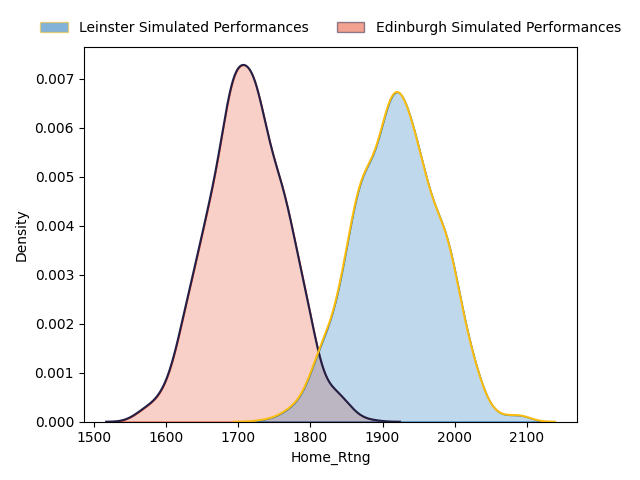 Leinster Simulated Performances
Edinburgh Simulated Performances
0.007
0.006
0.005
0.004
0.003
0.002
0.001
0.000
Density
1500 1600 1700 1800 1900 2000 2100
Home_Rtng